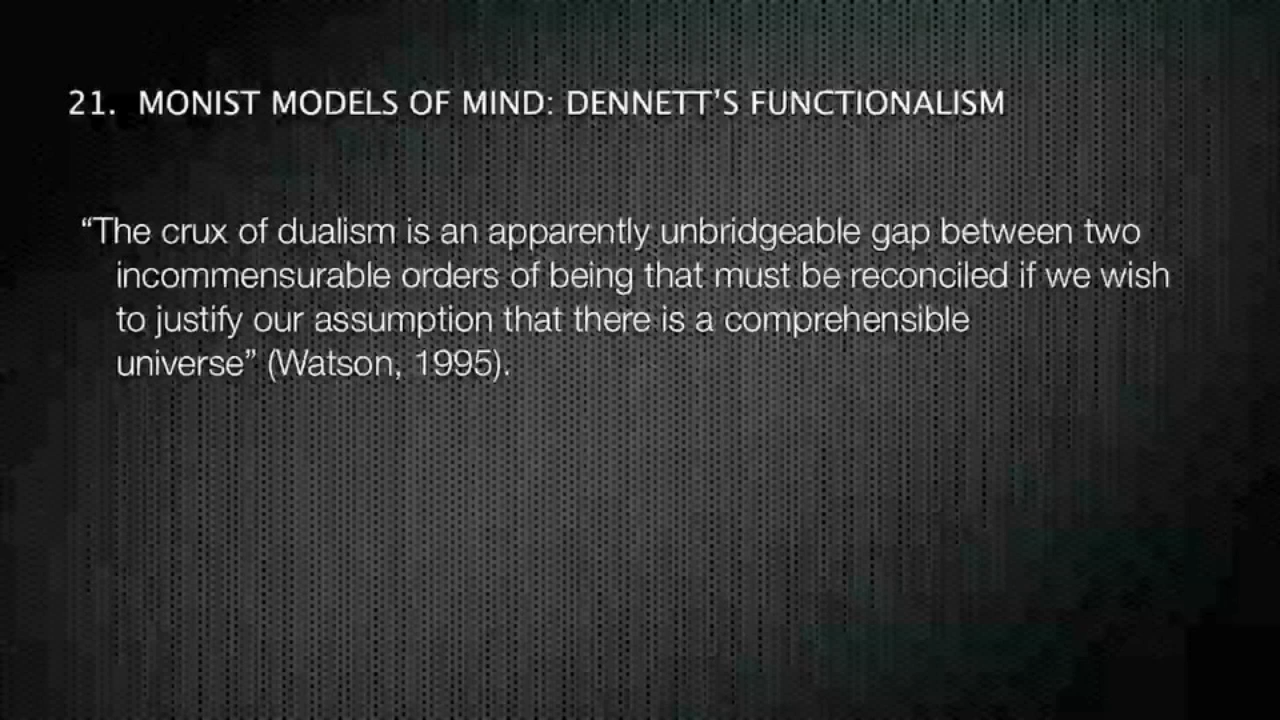 21. MONIST MODELS OF MIND: DENNETT’S FUNCTIONALISM
“The crux of dualism is an apparently unbridgeable gap between two
incommensurable orders of being that must be reconciled if we wish
to justify our assumption that there is a comprehensible
universe” (Watson, 1995).